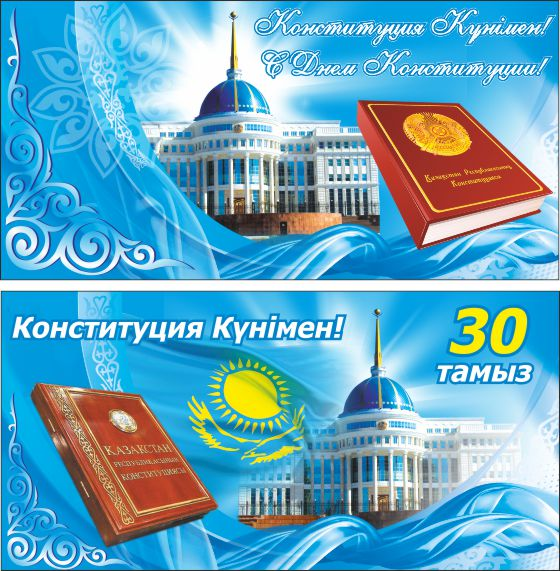 Конституция Күнімен!
С Днем Конституции!
Қазақстан Республикасының
Конституциясы
Конституция Күнімен!
30
тамыз
ҚАЗАҚСТАН
РЕСПУБЛИКАСЫНЫҢ
КОНСТИТУЦИЯСЫ